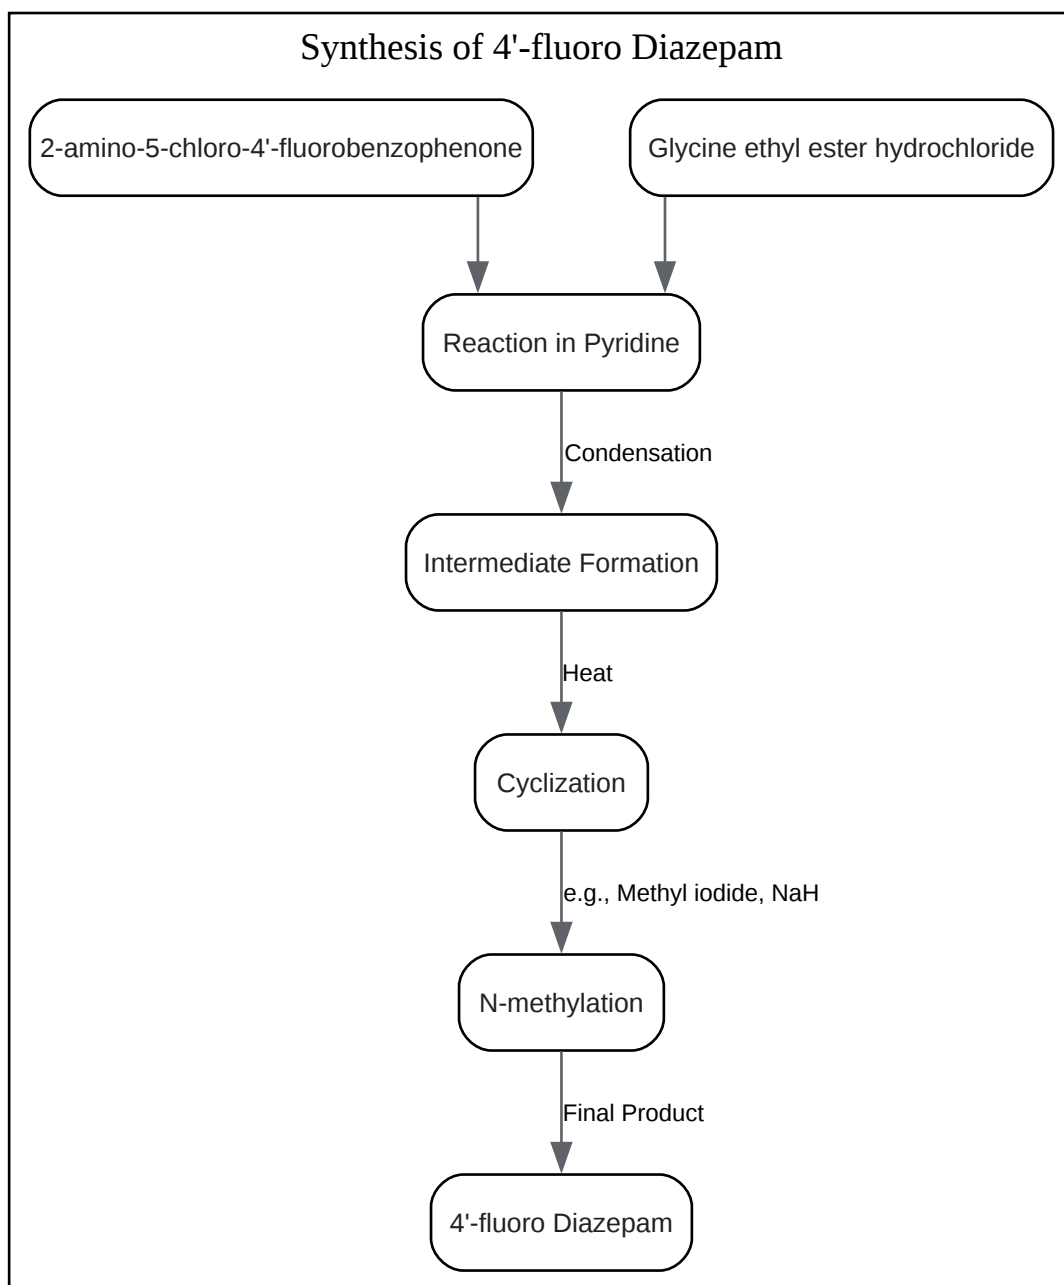 Synthesis of 4'-fluoro Diazepam
2-amino-5-chloro-4'-fluorobenzophenone
Glycine ethyl ester hydrochloride
Reaction in Pyridine
Condensation
Intermediate Formation
Heat
Cyclization
e.g., Methyl iodide, NaH
N-methylation
Final Product
4'-fluoro Diazepam